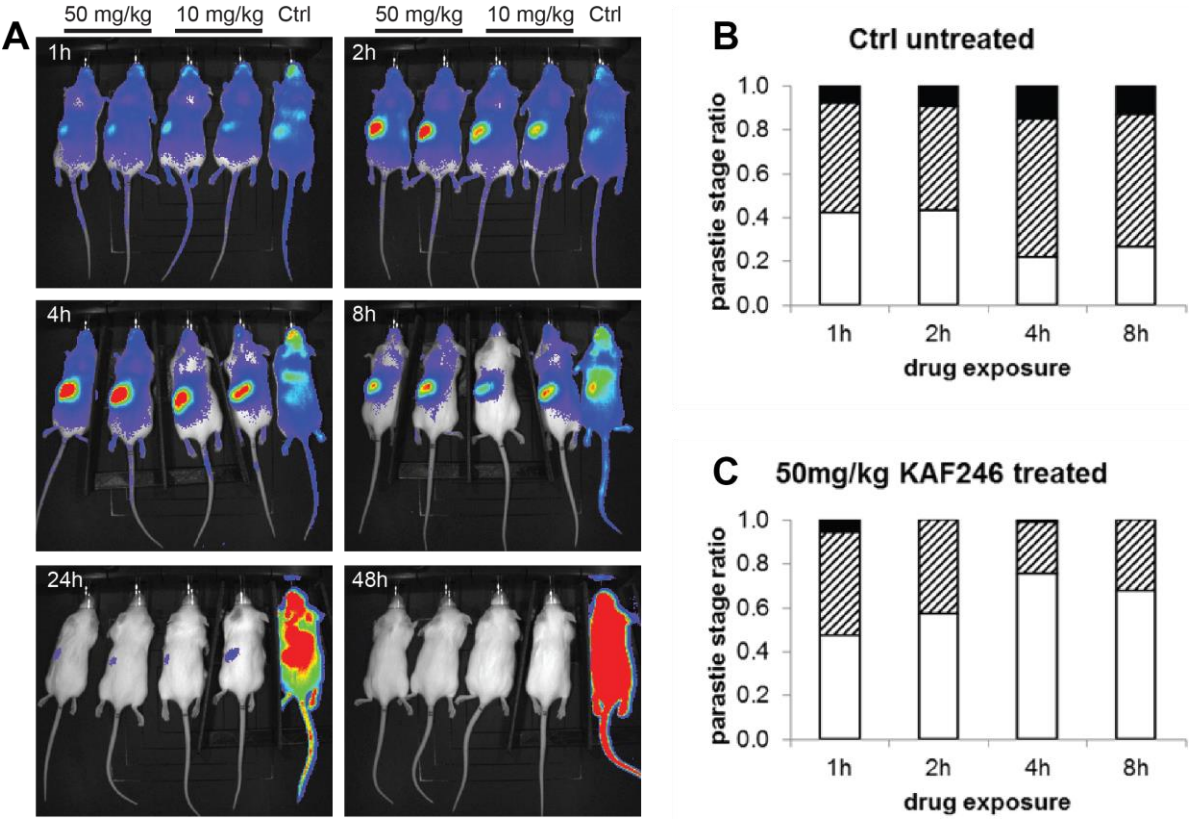 50 mg/kg 10 mg/kg Ctrl 50 mg/kg 10 mg/kg Ctrl
A
1h 2h
4h 8h
24h 48h
B Ctrl untreated
parastie stage ratio
1.0
0.8
0.6
0.4
0.2
0.0
1h 2h 4h 8h
drug exposure
C 50mg/kg KAF246 treated
parastie stage ratio
1.0
0.8
0.6
0.4
0.2
0.0
1h 2h 4h 8h
drug exposure